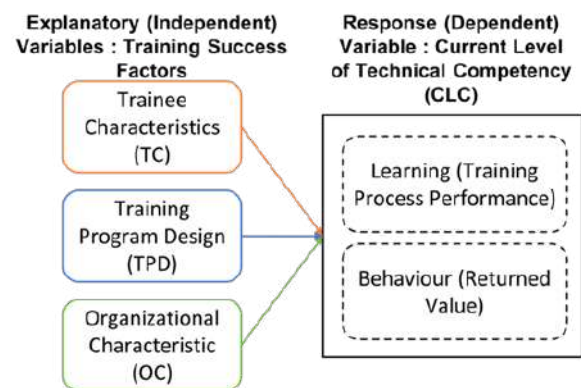 Explanatory (Independent)
Variables : Training Success
Factors
Trainee
Characteristics
(TC)
Training
Program Design
(TPD)
Organizational
Characteristic
(OC)
Response (Dependent)
Variable : Current Level
of Technical Competency
(CLC)
Learning (Training
Process Performance)
Behaviour (Returned
Value)